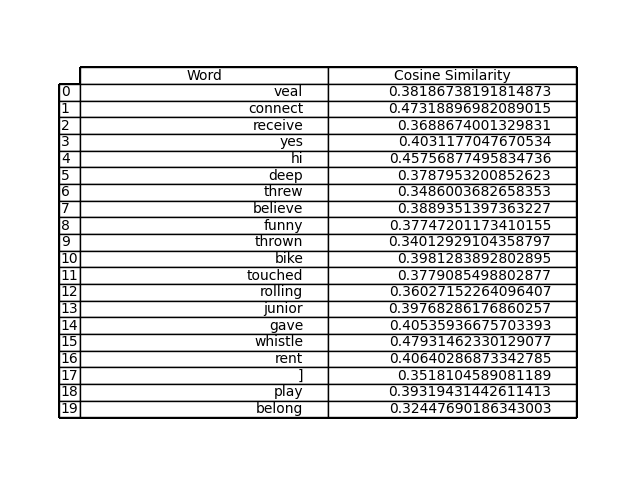 Word Cosine Similarity
0 veal 0.38186738191814873
1 connect 0.47318896982089015
2 receive 0.3688674001329831
3 yes 0.4031177047670534
4 hi 0.45756877495834736
5 deep 0.3787953200852623
6 threw 0.3486003682658353
7 believe 0.3889351397363227
8 funny 0.37747201173410155
9 thrown 0.34012929104358797
10 bike 0.3981283892802895
11 touched 0.3779085498802877
12 rolling 0.36027152264096407
13 junior 0.39768286176860257
14 gave 0.40535936675703393
15 whistle 0.47931462330129077
16 rent 0.40640286873342785
17 ] 0.3518104589081189
18 play 0.39319431442611413
19 belong 0.32447690186343003